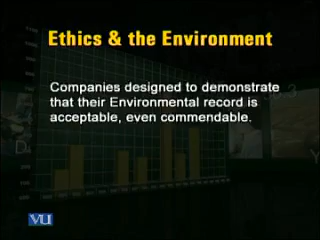 Ethics & the Environment
Companies designed to demonstrate
that their Environmental record is
acceptable, even commendable.
VU